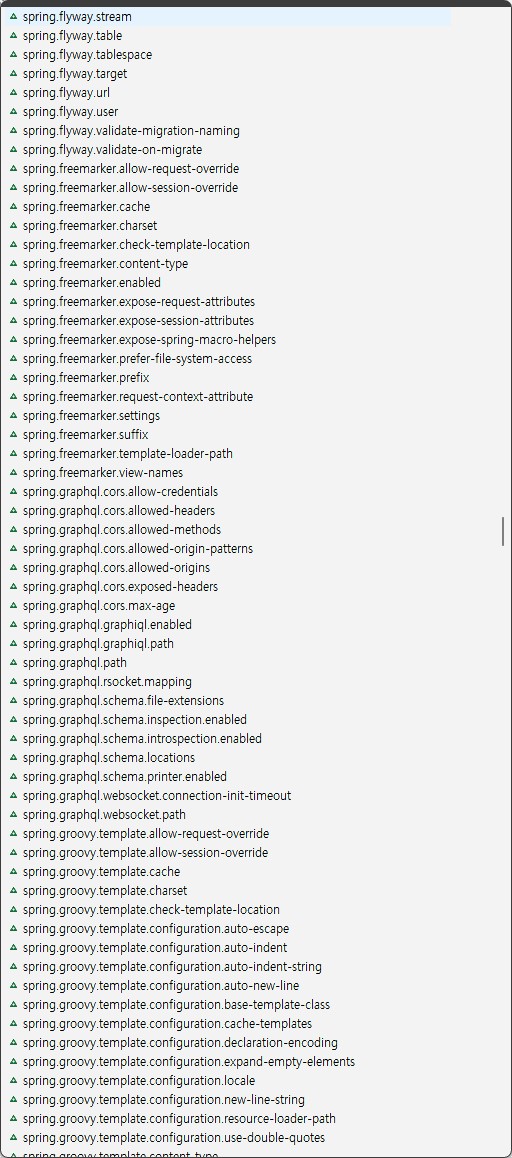 spring.flyway.stream
spring.flyway.table
spring.flyway.tablespace
spring.flyway.target
spring.flyway.url
spring.flyway.user
spring.flyway.validate-migration-naming
spring.flyway.validate-on-migrate
spring.freemarker.allow-request-override
spring.freemarker.allow-session-override
spring.freemarker.cache
spring.freemarker.charset
spring.freemarker.check-template-location
spring.freemarker.content-type
spring.freemarker.enabled
spring.freemarker.expose-request-attributes
spring.freemarker.expose-session-attributes
spring.freemarker.expose-spring-macro-helpers
spring.freemarker.prefer-file-system-access
spring.freemarker.prefix
spring.freemarker.request-context-attribute
spring.freemarker.settings
spring.freemarker.suffix
spring.freemarker.template-loader-path
spring.freemarker.view-names
spring.graphql.cors.allow-credentials
spring.graphql.cors.allowed-headers
spring.graphql.cors.allowed-methods
spring.graphql.cors.allowed-origin-patterns
spring.graphql.cors.allowed-origins
spring.graphql.cors.exposed-headers
spring.graphql.cors.max-age
spring.graphql.graphiql.enabled
spring.graphql.graphiql.path
spring.graphql.path
spring.graphql.rsocket.mapping
spring.graphql.schema.file-extensions
spring.graphql.schema.inspection.enabled
spring.graphql.schema.introspection.enabled
spring.graphql.schema.locations
spring.graphql.schema.printer.enabled
spring.graphql.websocket.connection-init-timeout
spring.graphql.websocket.path
spring.groovy.template.allow-request-override
spring.groovy.template.allow-session-override
spring.groovy.template.cache
spring.groovy.template.charset
spring.groovy.template.check-template-location
spring.groovy.template.configuration.auto-escape
spring.groovy.template.configuration.auto-indent
spring.groovy.template.configuration.auto-indent-string
spring.groovy.template.configuration.auto-new-line
spring.groovy.template.configuration.base-template-class
spring.groovy.template.configuration.cache-templates
spring.groovy.template.configuration.declaration-encoding
spring.groovy.template.configuration.expand-empty-elements
spring.groovy.template.configuration.locale
spring.groovy.template.configuration.new-line-string
spring.groovy.template.configuration.resource-loader-path
spring.groovy.template.configuration.use-double-quotes
spring.groovy.template.content-type